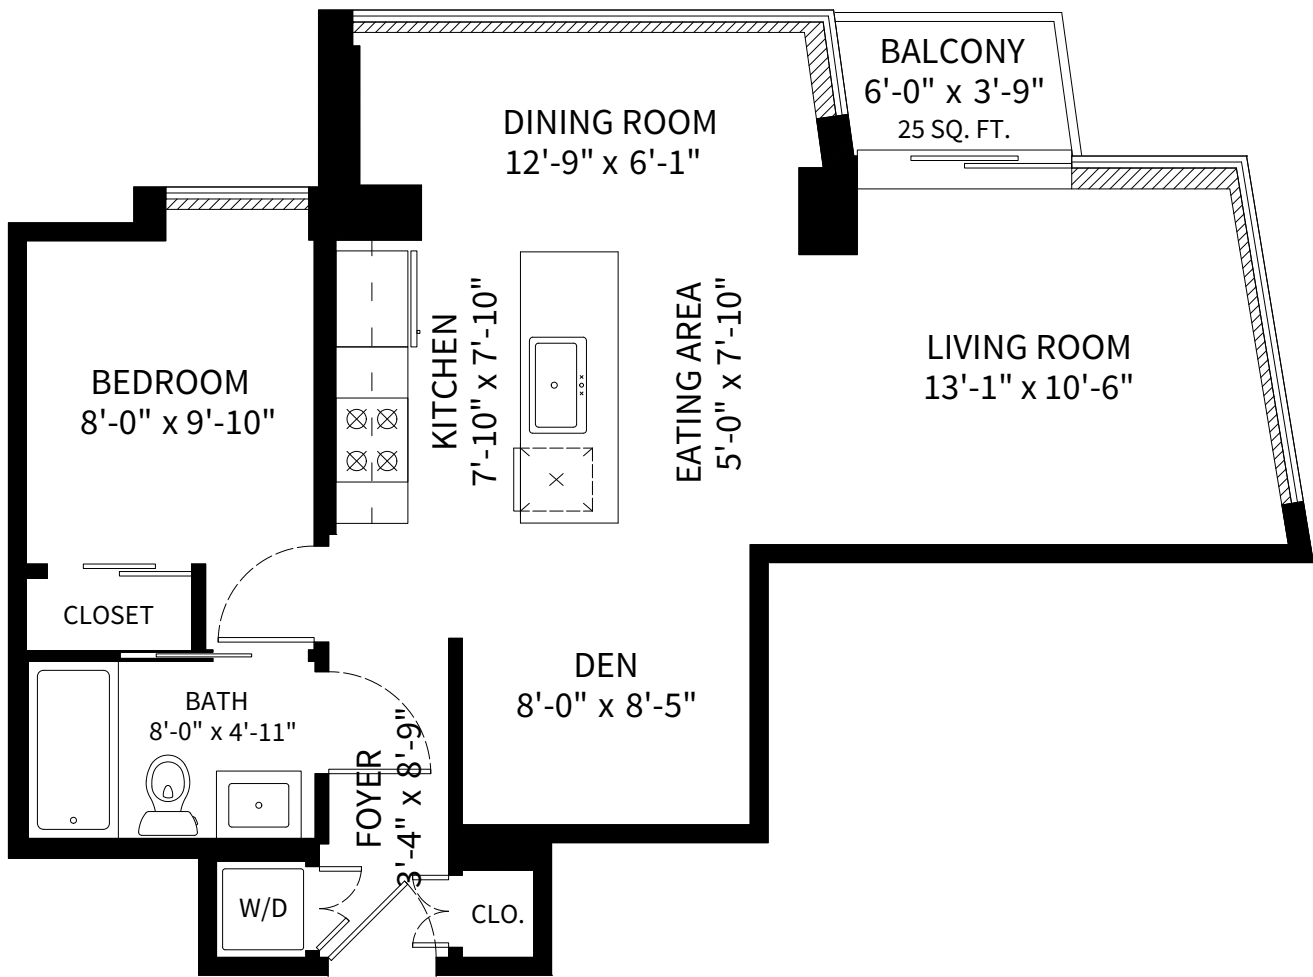 BALCONY
6'-0" x 3'-9"
25 SQ. FT.
DINING ROOM
12'-9" x 6'-1"
BEDROOM
8'-0" x 9'-10"
KITCHEN
7'-10" x 7'-10"
EATING AREA
5'-0" x 7'-10"
LIVING ROOM
13'-1" x 10'-6"
CLOSET
DEN
8'-0" x 8'-5"
BATH
8'-0" x 4'-11"
FOYER
3'-4" x 8'-9"
W/D
CLO.